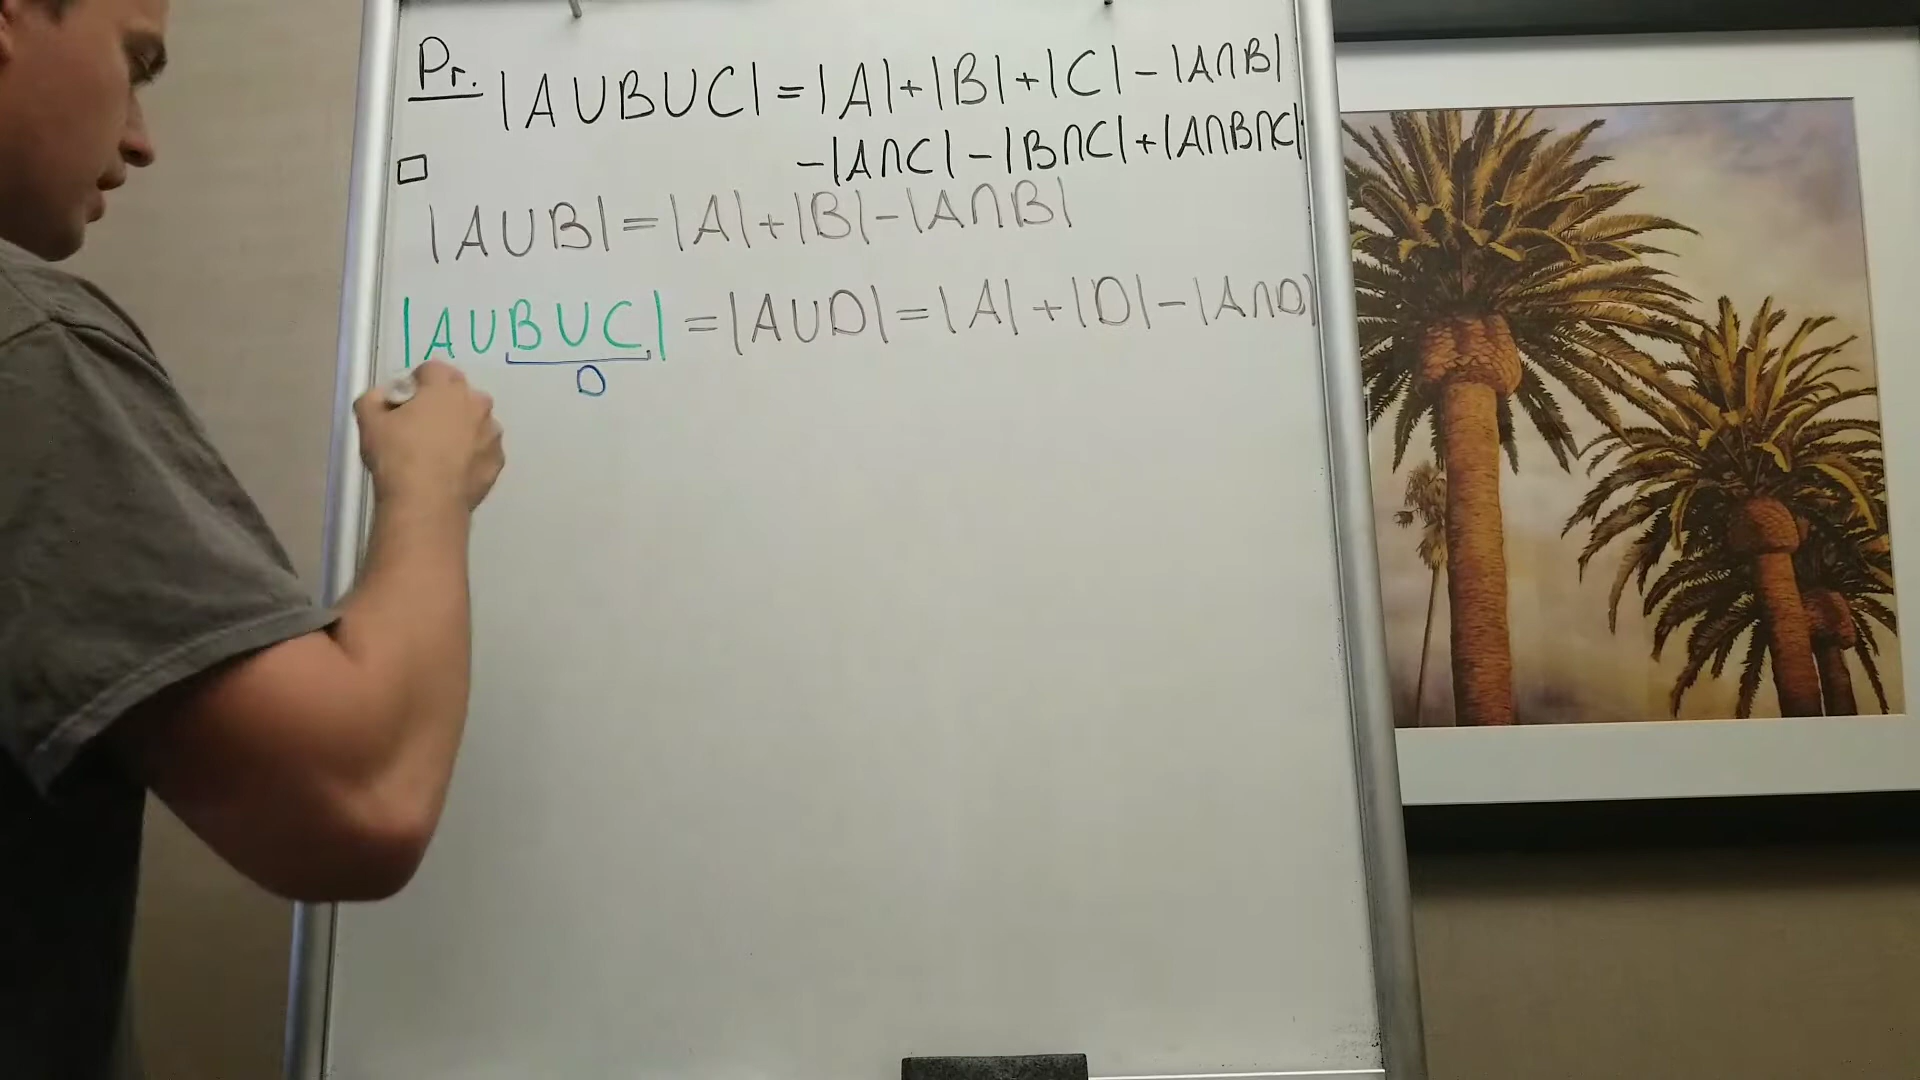 Pr. |A∪B∪C| = |A|+|B|+|C|-|A∩B|
-|A∩C|-|B∩C|+|A∩B∩C|
|A∪B| = |A|+|B|-|A∩B|
|A∪B∪C| = |A∪D| = |A|+|D|-|A∩D|
D